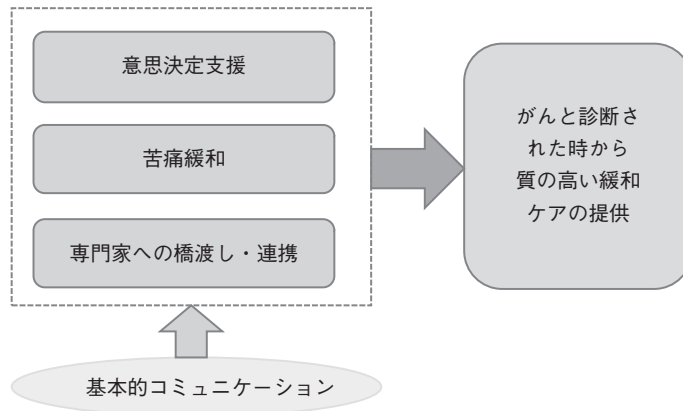 意思決定支援
苦痛緩和
専門家への橋渡し・連携
基本的コミュニケーション
がんと診断さ
れた時から
質の高い緩和
ケアの提供